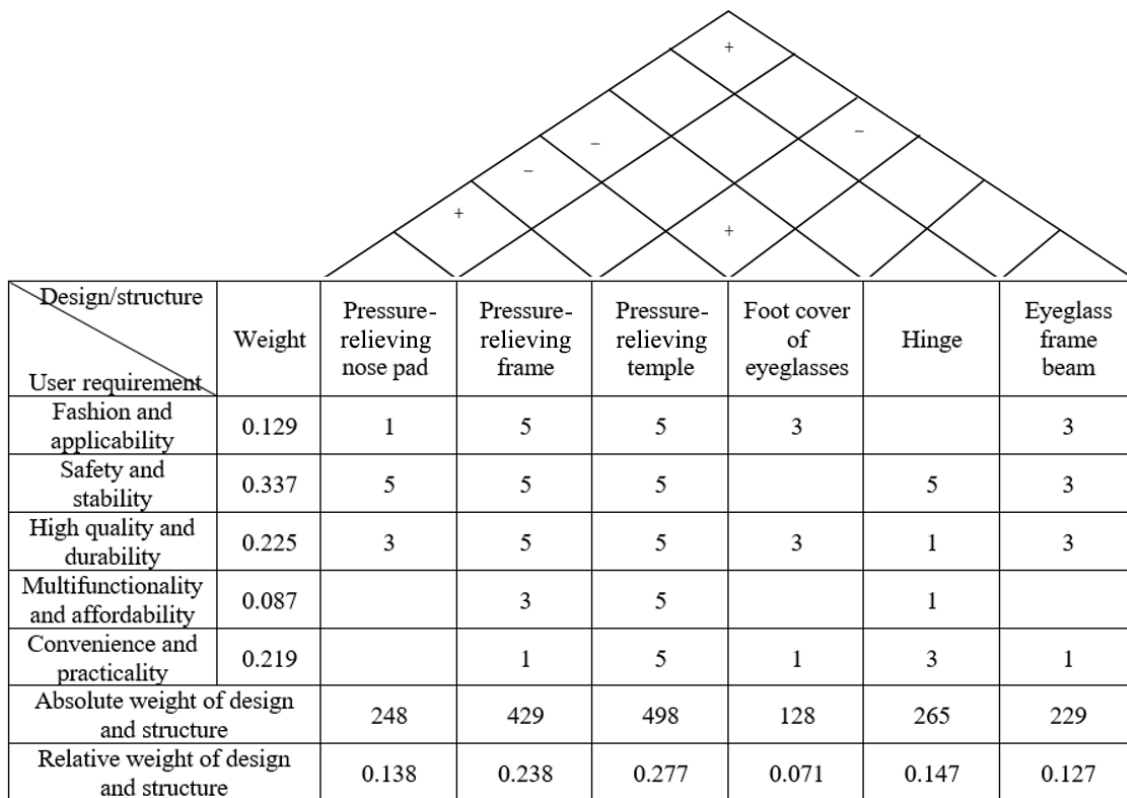 +
−
−
−
+
+
Design/structure
User requirement
Weight
Pressure-
relieving
nose pad
Pressure-
relieving
frame
Pressure-
relieving
temple
Foot cover
of
eyeglasses
Hinge
Eyeglass
frame
beam
Fashion and
applicability
0.129
1
5
5
3
3
Safety and
stability
0.337
5
5
5
5
3
High quality and
durability
0.225
3
5
5
3
1
3
Multifunctionality
and affordability
0.087
3
5
1
Convenience and
practicality
0.219
1
5
1
3
1
Absolute weight of design
and structure
248
429
498
128
265
229
Relative weight of design
and structure
0.138
0.238
0.277
0.071
0.147
0.127